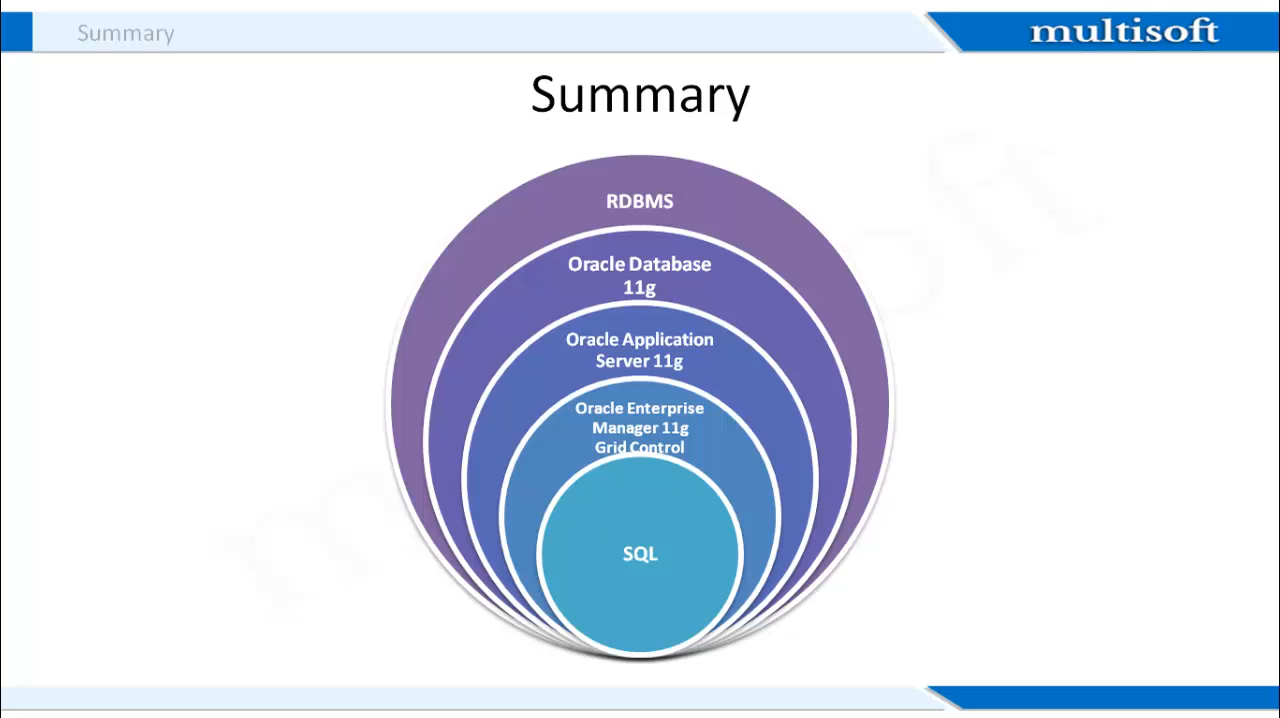 Summary
multisoft
Summary
RDBMS
Oracle Database
11g
Oracle Application
Server 11g
Oracle Enterprise
Manager 11g
Grid Control
SQL